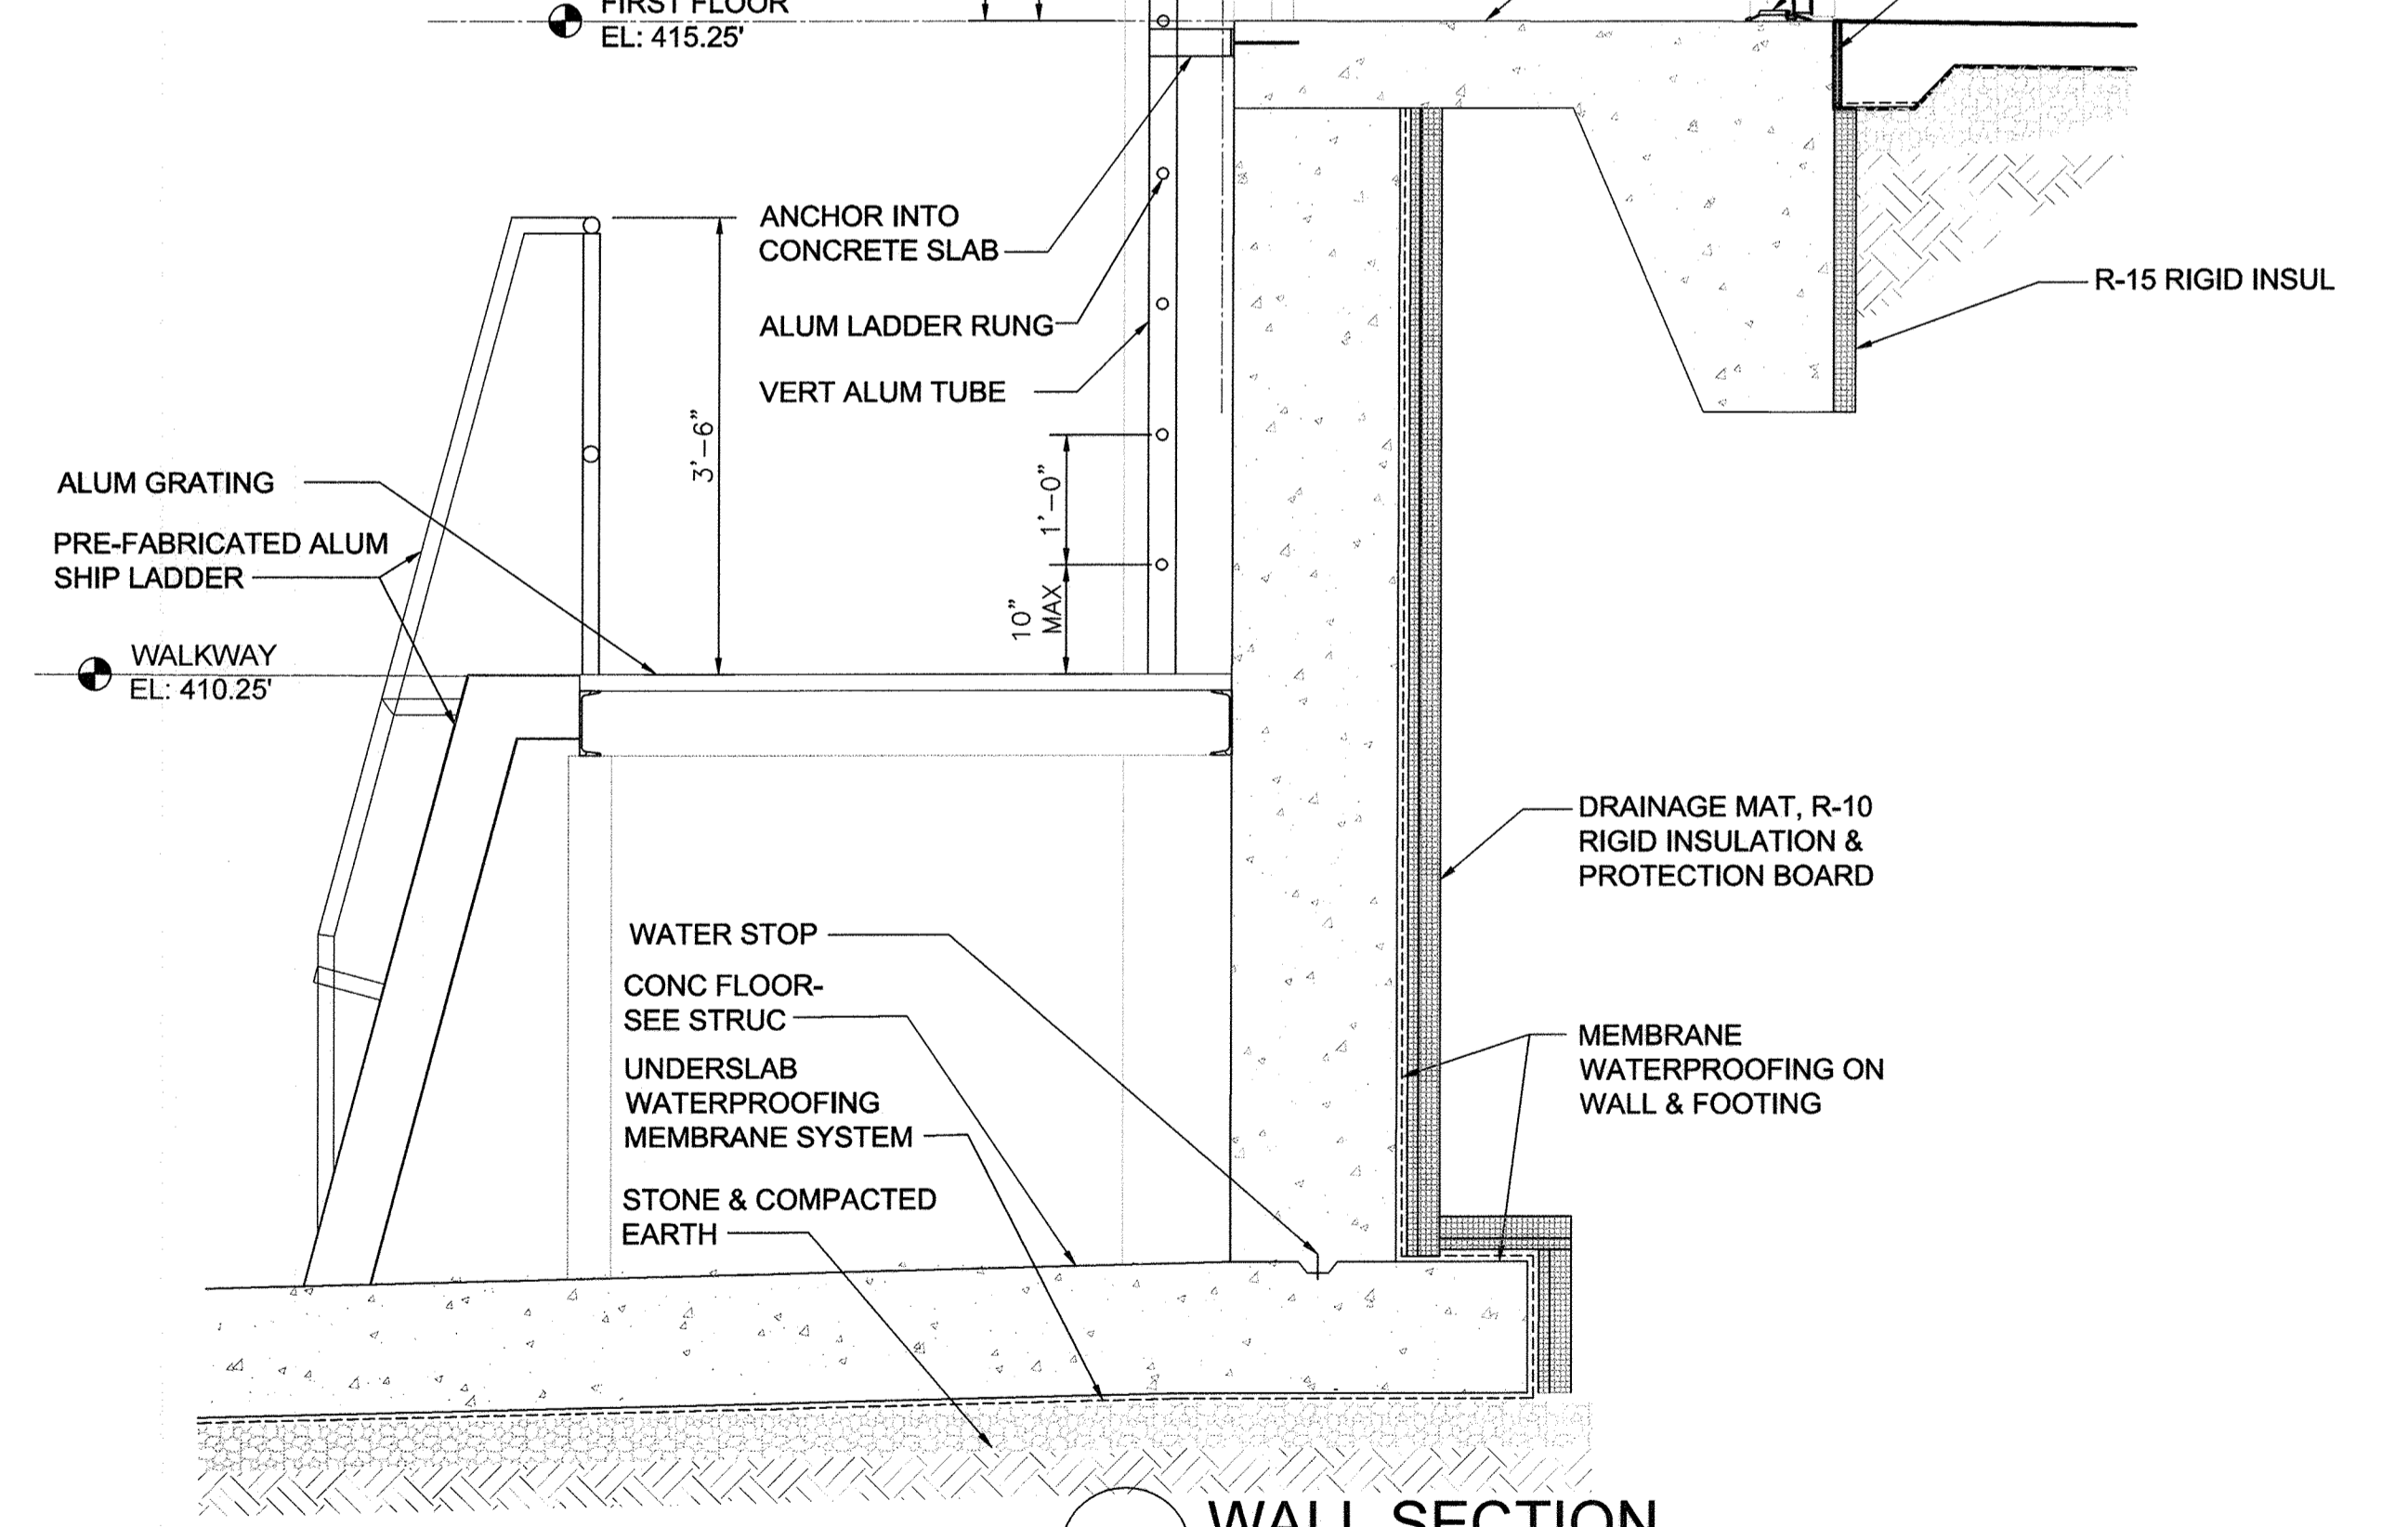 FIRST FLOOR
EL: 415.25'
ANCHOR INTO
CONCRETE SLAB
R-15 RIGID INSUL
ALUM LADDER RUNG
VERT ALUM TUBE
3'-6"
ALUM GRATING
1'-0"
PRE-FABRICATED ALUM
SHIP LADDER
10"
MAX
WALKWAY
EL: 410.25'
DRAINAGE MAT, R-10
RIGID INSULATION &
PROTECTION BOARD
WATER STOP
CONC FLOOR-
SEE STRUC
UNDERSLAB
WATERPROOFING
MEMBRANE SYSTEM
MEMBRANE
WATERPROOFING ON
WALL & FOOTING
STONE & COMPACTED
EARTH
WALL SECTION